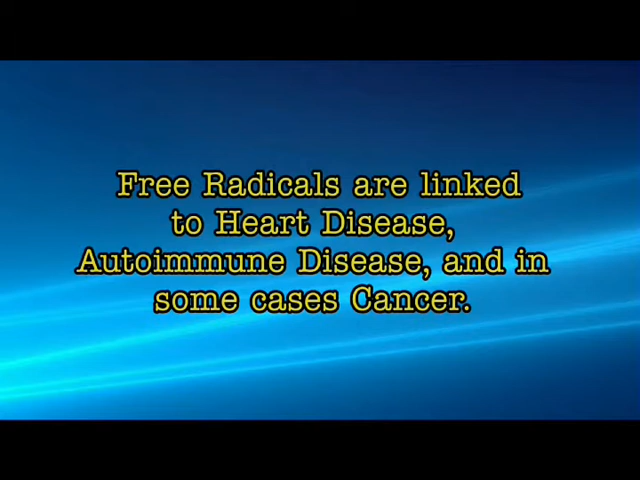 Free Radicals are linked
to Heart Disease,
Autoimmune Disease, and in
some cases Cancer.